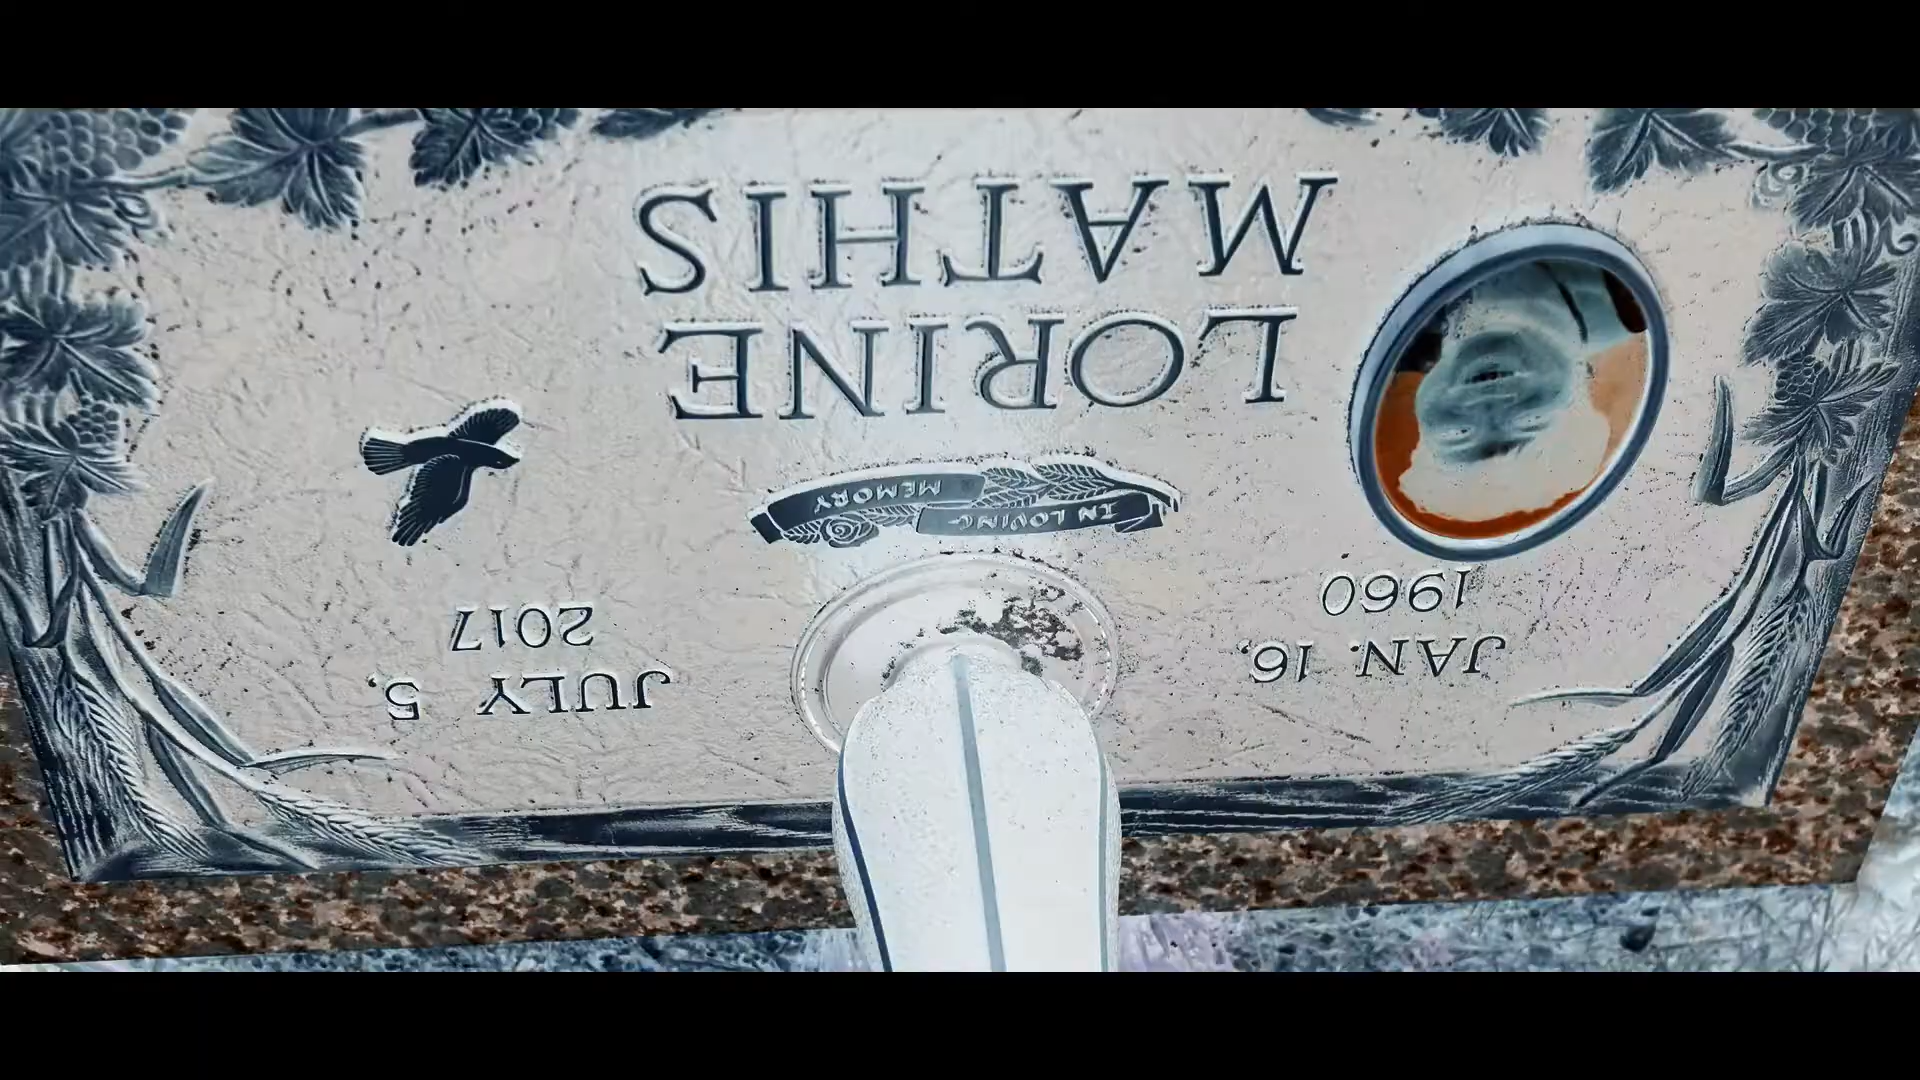 JAN. 16,
1960
JULY 5,
2017
IN LOVING
MEMORY
LORINE
MATHIS